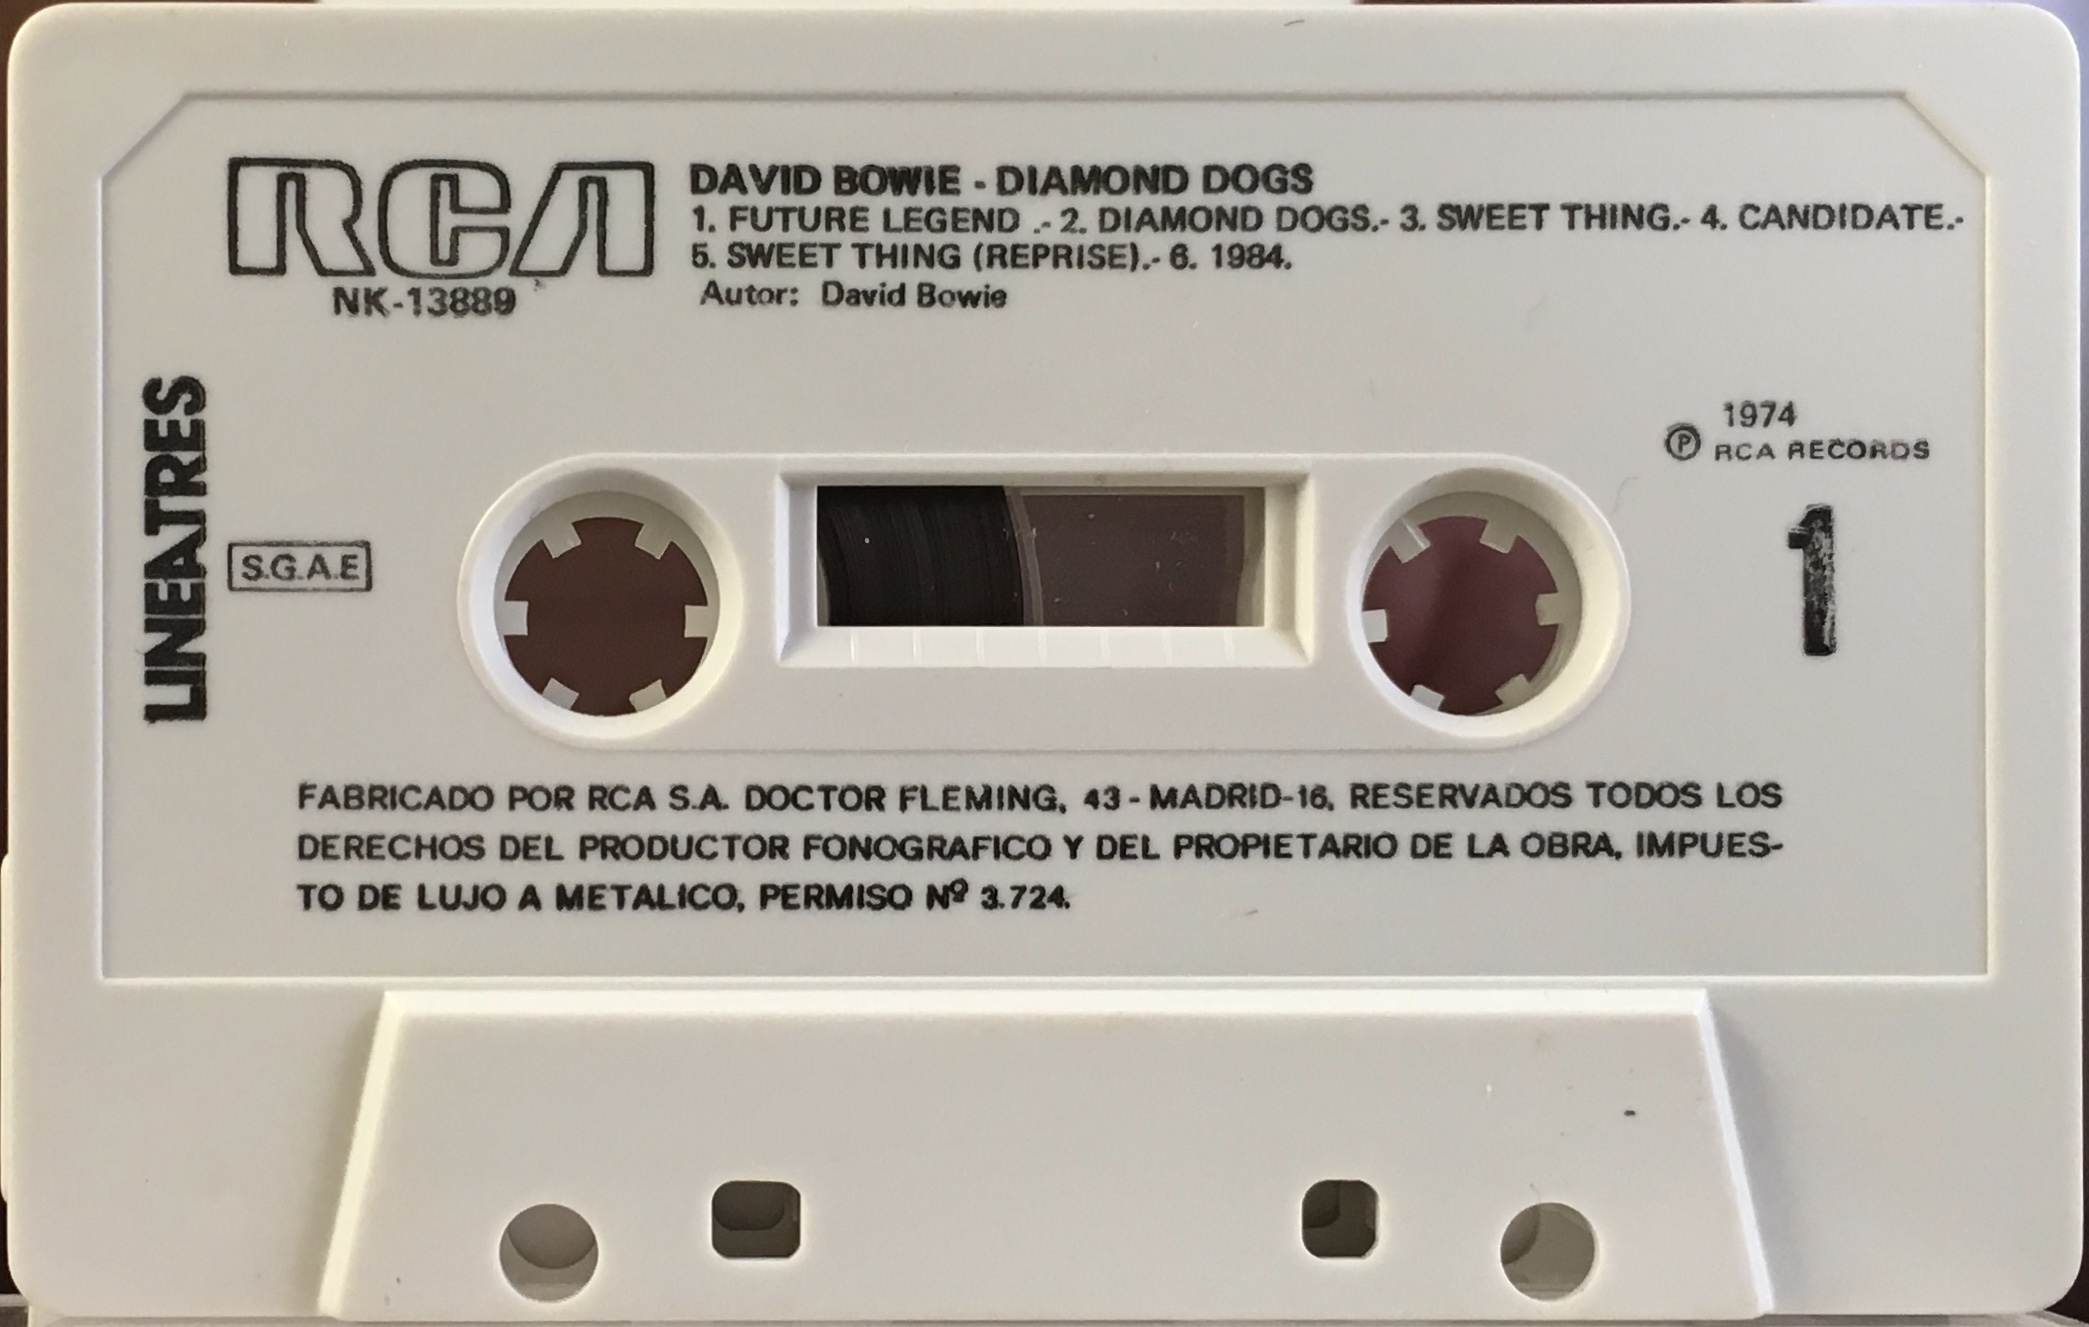 RCA
NK-13889
DAVID BOWIE - DIAMOND DOGS
1. FUTURE LEGEND .- 2. DIAMOND DOGS.- 3. SWEET THING.- 4. CANDIDATE.-
5. SWEET THING (REPRISE).- 6. 1984.
Autor: David Bowie
LINEATRES
S.G.A.E
1974
Ⓟ RCA RECORDS
1
FABRICADO POR RCA S.A. DOCTOR FLEMING, 43 - MADRID-16, RESERVADOS TODOS LOS
DERECHOS DEL PRODUCTOR FONOGRAFICO Y DEL PROPIETARIO DE LA OBRA, IMPUES-
TO DE LUJO A METALICO, PERMISO Nº 3.724.